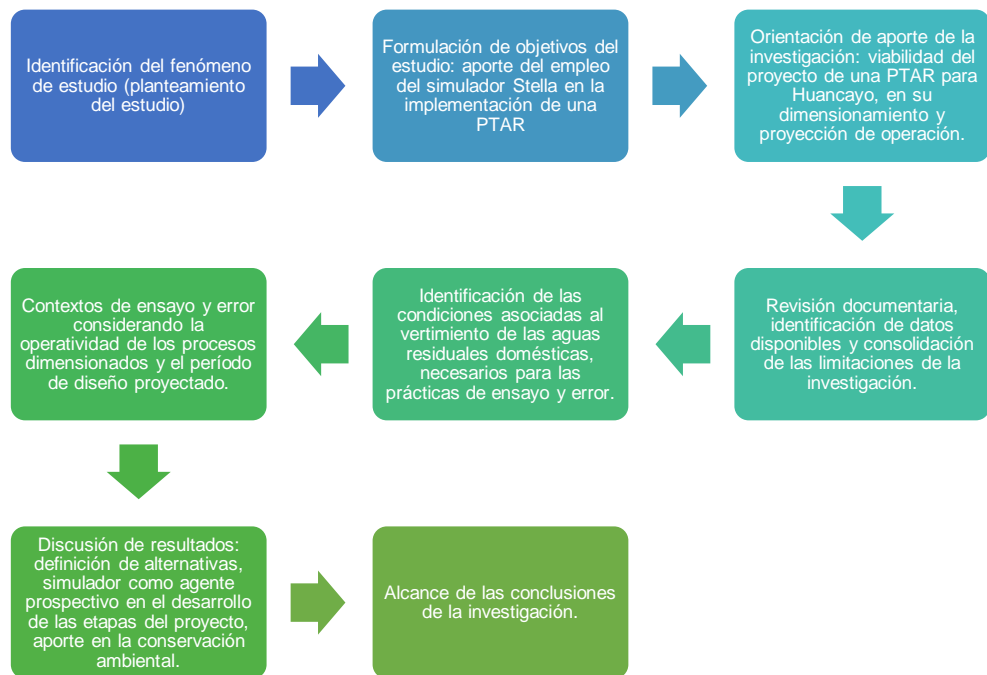 Identificación del fenómeno
de estudio (planteamiento
del estudio)
Formulación de objetivos del
estudio: aporte del empleo
del simulador Stella en la
implementación de una
PTAR
Orientación de aporte de la
investigación: viabilidad del
proyecto de una PTAR para
Huancayo, en su
dimensionamiento y
proyección de operación.
Revisión documentaria,
identificación de datos
disponibles y consolidación
de las limitaciones de la
investigación.
Identificación de las
condiciones asociadas al
vertimiento de las aguas
residuales domésticas,
necesarios para las
prácticas de ensayo y error.
Contextos de ensayo y error
considerando la
operatividad de los procesos
dimensionados y el período
de diseño proyectado.
Discusión de resultados:
definición de alternativas,
simulador como agente
prospectivo en el desarrollo
de las etapas del proyecto,
aporte en la conservación
ambiental.
Alcance de las conclusiones
de la investigación.